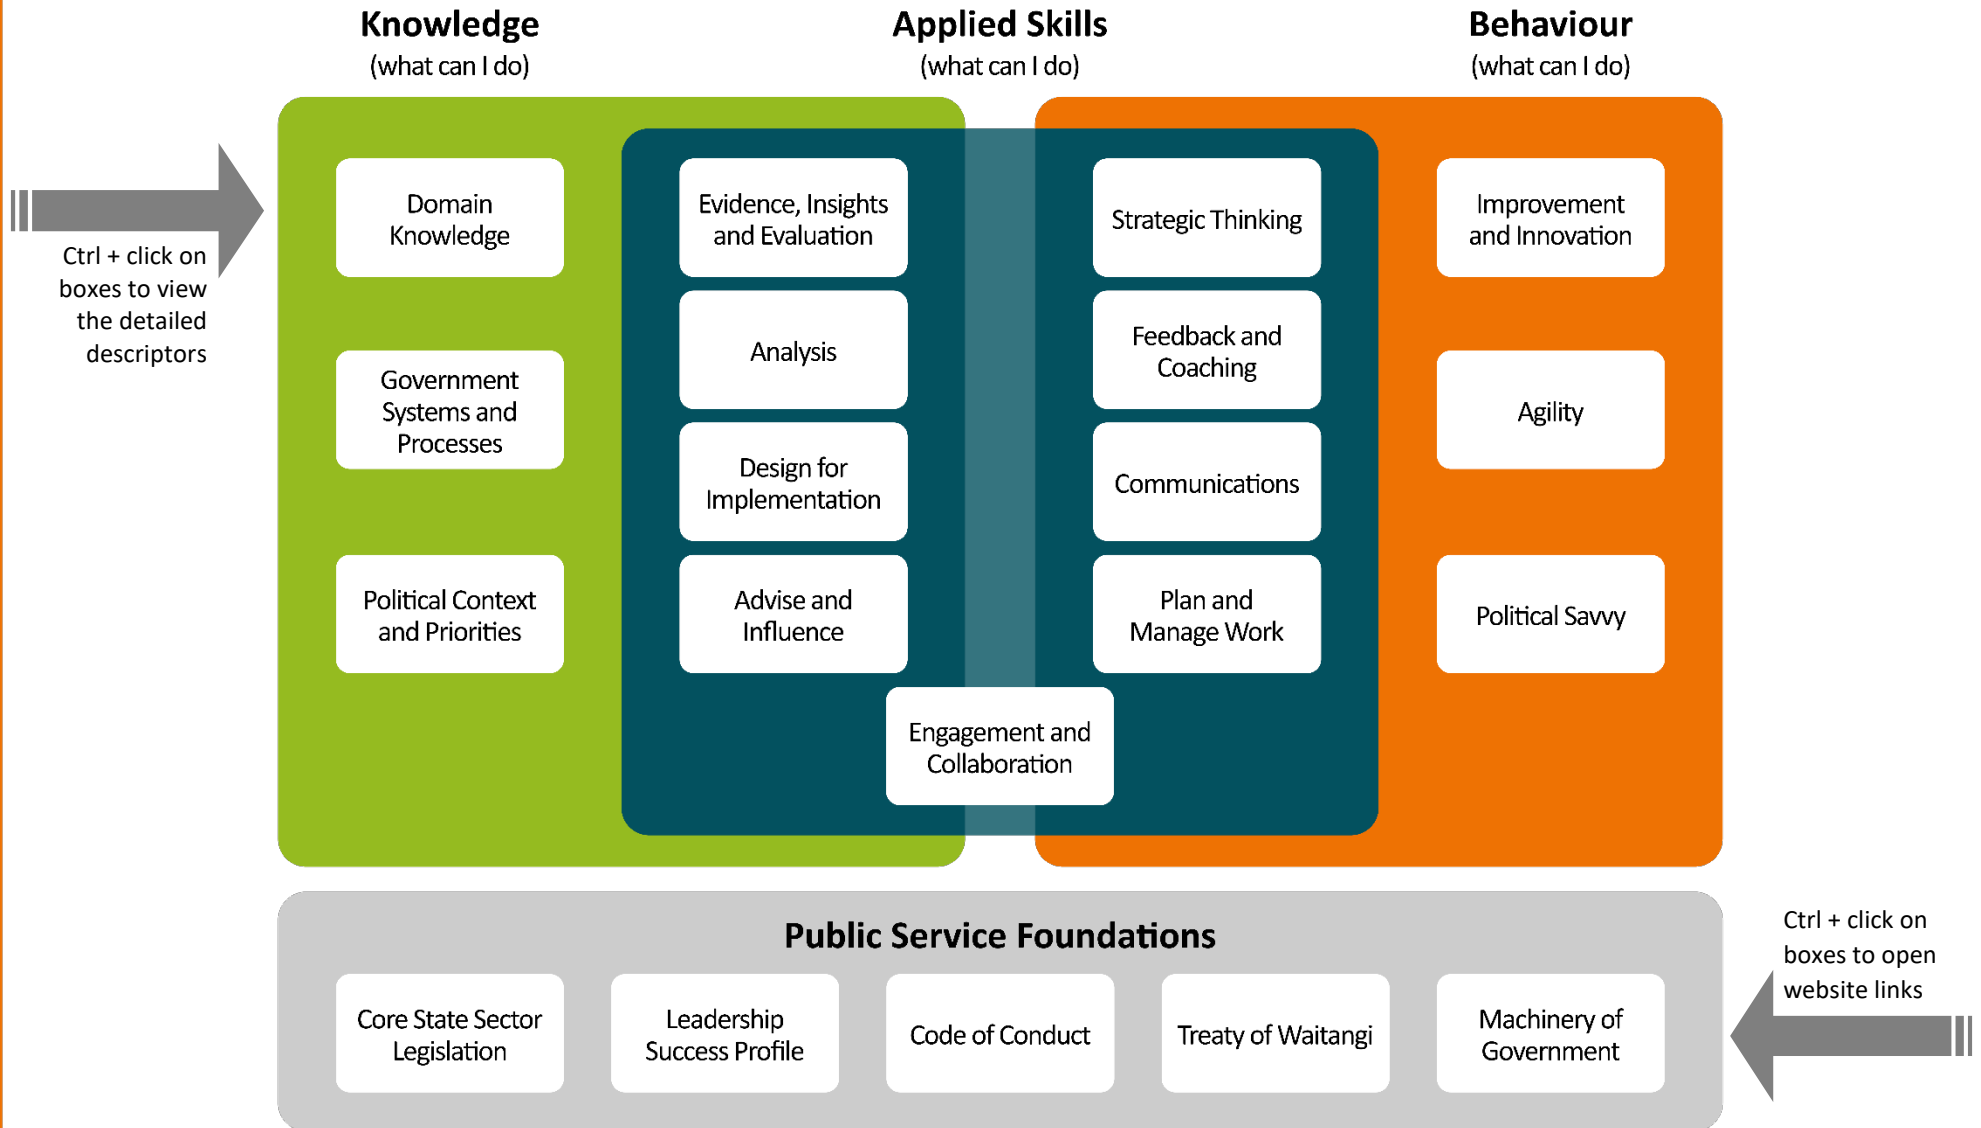 Knowledge
(what can I do)
Applied Skills
(what can I do)
Behaviour
(what can I do)
Ctrl + click on
boxes to view
the detailed
descriptors
Domain
Knowledge
Government
Systems and
Processes
Political Context
and Priorities
Evidence, Insights
and Evaluation
Analysis
Design for
Implementation
Advise and
Influence
Strategic Thinking
Feedback and
Coaching
Communications
Plan and
Manage Work
Engagement and
Collaboration
Improvement
and Innovation
Agility
Political Savvy
Public Service Foundations
Core State Sector
Legislation
Leadership
Success Profile
Code of Conduct
Treaty of Waitangi
Machinery of
Government
Ctrl + click on
boxes to open
website links